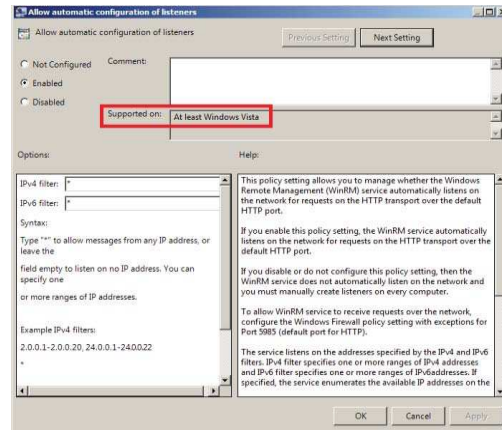 Allow automatic configuration of listeners
Allow automatic configuration of listeners
Previous Setting
Next Setting
Not Configured
Comment:
Enabled
Disabled
Supported on:
At least Windows Vista
Options:
Help:
IPv4 filter: *
IPv6 filter: *
Syntax:
Type "*" to allow messages from any IP address, or
leave the
field empty to listen on no IP address. You can
specify one
or more ranges of IP addresses.
Example IPv4 filters:
2.0.0.1-2.0.0.20, 24.0.0.1-24.0.0.22
*
This policy setting allows you to manage whether the Windows
Remote Management (WinRM) service automatically listens on
the network for requests on the HTTP transport over the default
HTTP port.
If you enable this policy setting, the WinRM service automatically
listens on the network for requests on the HTTP transport over the
default HTTP port.
If you disable or do not configure this policy setting, then the
WinRM service does not automatically listen on the network and
you must manually create listeners on every computer.
To allow WinRM service to receive requests over the network,
configure the Windows Firewall policy setting with exceptions for
Port 5985 (default port for HTTP).
The service listens on the addresses specified by the IPv4 and IPv6
filters. IPv4 filter specifies one or more ranges of IPv4 addresses
and IPv6 filter specifies one or more ranges of IPv6addresses. If
specified, the service enumerates the available IP addresses on the
OK
Cancel
Apply